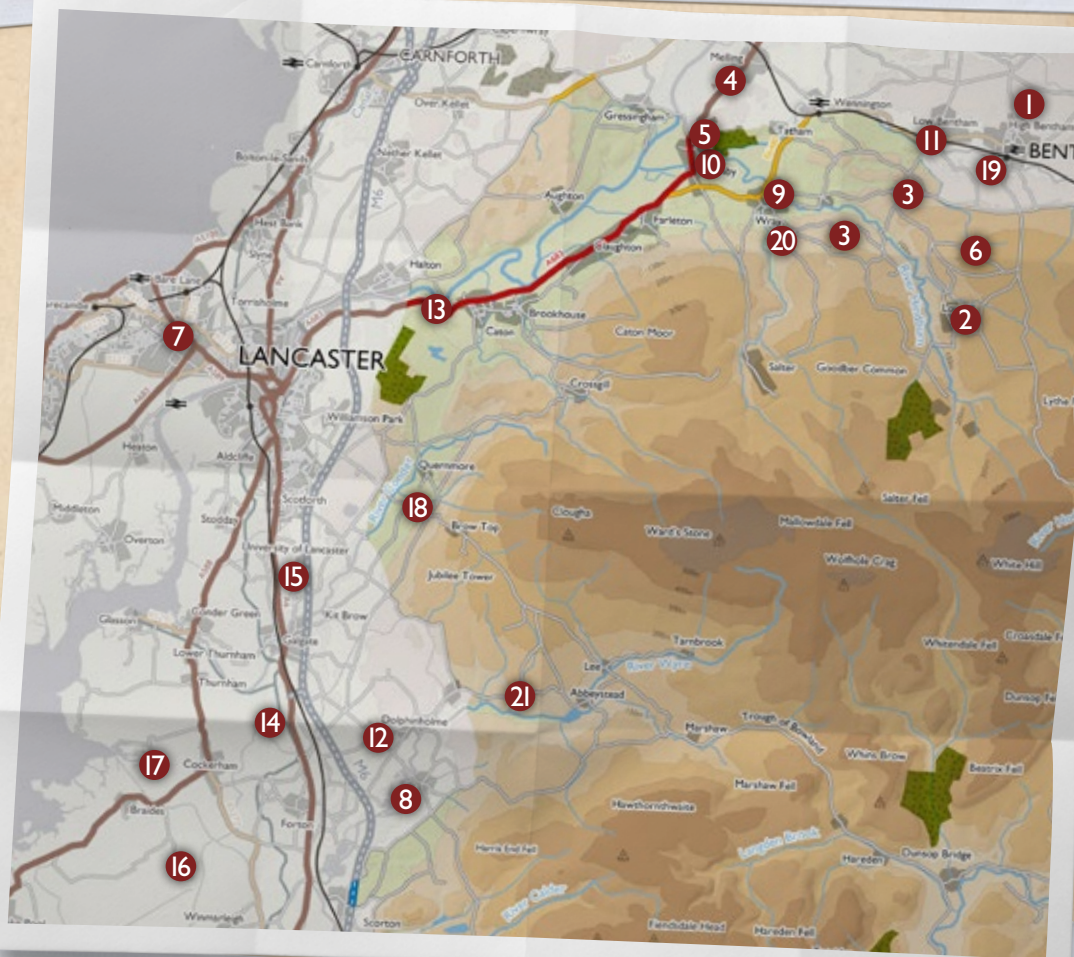 CARNFORTH
Carnforth
Melling
4
Over Kellet
1
Wennington
Gressingham
Low Bentham
High Bentham
5
Tatham
11
BENT
Bolton-le-Sands
Nether Kellet
10
19
M6
Aughton
9
3
Hest Bank
Farleton
Wray
20
3
Slyne
Claughton
6
Halton
A683
Bare Lane
Torrisholme
13
Brookhouse
2
Caton
Caton Moor
7
LANCASTER
Salter
Goodber Common
Crossgill
Williamson Park
Heaton
Aldcliffe
Quernmore
Scotforth
Salter Fell
18
Middleton
Stodday
Cloughs
Mallowdale Fell
Overton
Brow Top
Ward's Stone
University of Lancaster
Wolfhole Crag
White Hill
15
Jubilee Tower
Conder Green
Kit Brow
Glasson
Galgate
Tarnbrook
Whitendale Fell
Croasdale Fe
Lower Thurnham
Lee
River Wyre
Thurnham
21
Abbeystead
Dunsop Fe
14
Dolphinholme
Marshaw
Trough of Bowland
12
17
Cockerham
M6
Whins Brow
Beatrix Fell
Marshaw Fell
8
Braides
Hawthornthwaite
Forton
Langden Brook
Harris End Fell
Hareden
Dunsop Bridge
16
River Calder
Winmarleigh
Scorton
Fiendsdale Head
Hareden Fell